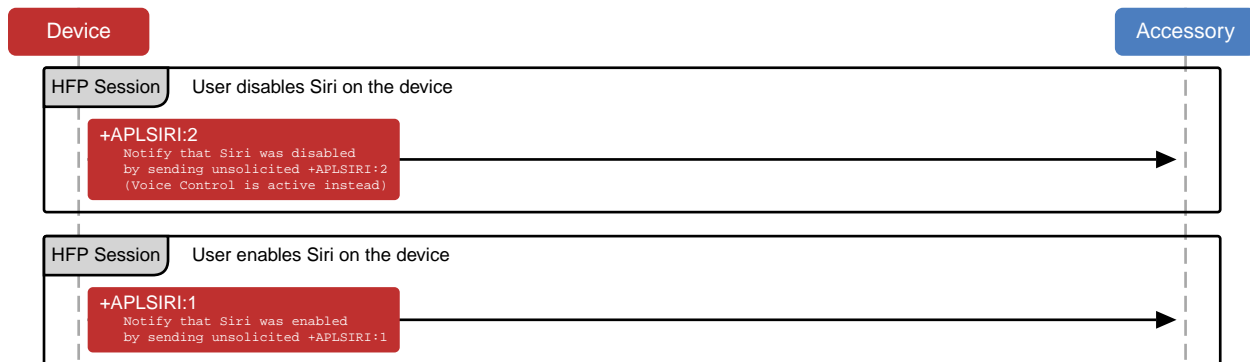 Device
Accessory
HFP Session
User disables Siri on the device
+APLSIRI:2
Notify that Siri was disabled
by sending unsolicited +APLSIRI:2
(Voice Control is active instead)
HFP Session
User enables Siri on the device
+APLSIRI:1
Notify that Siri was enabled
by sending unsolicited +APLSIRI:1